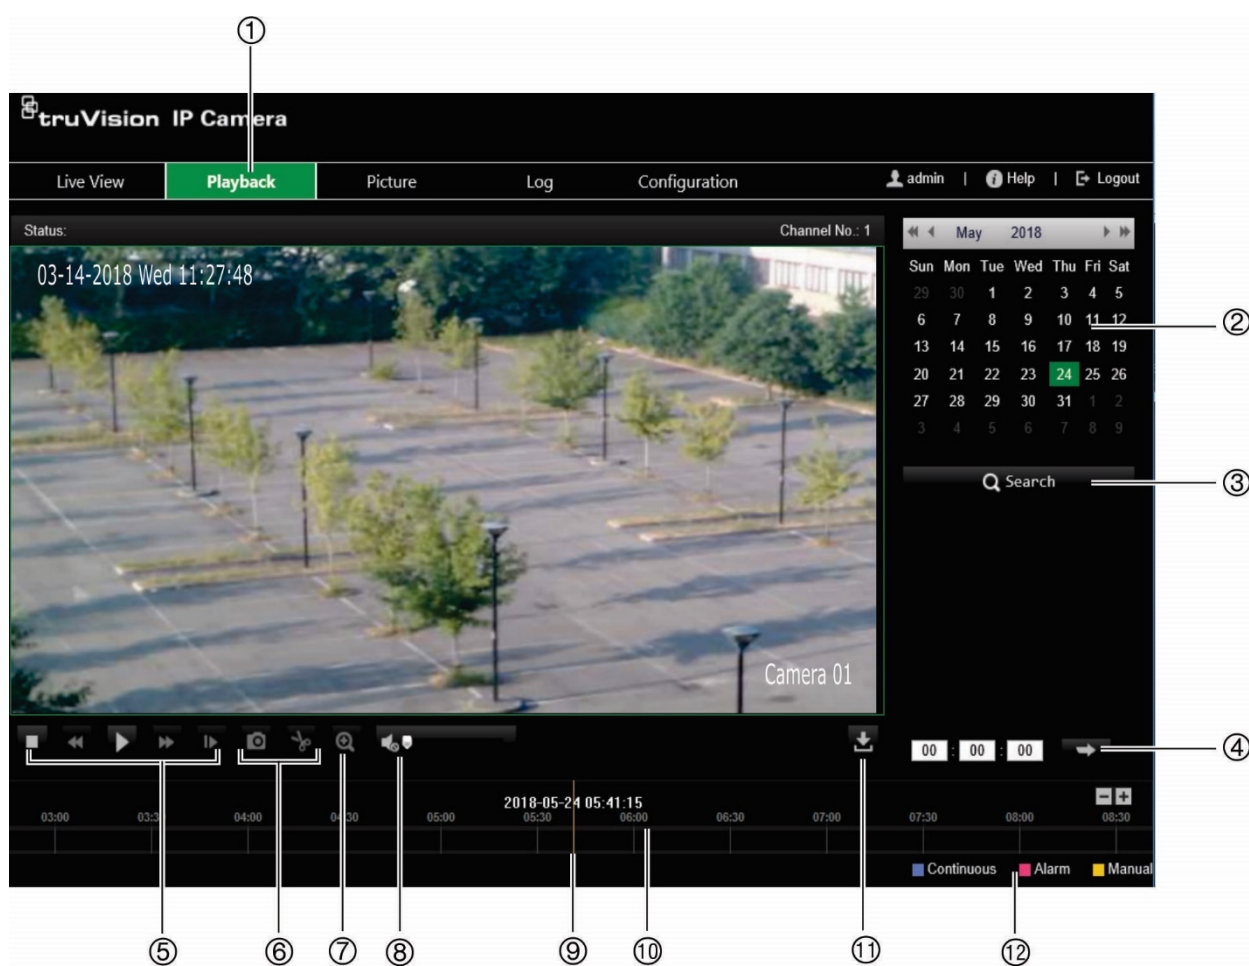 ①
truVision IP Camera
Live View Playback Picture Log Configuration admin | Help | Logout
Status: Channel No.: 1
May 2018
03-14-2018 Wed 11:27:48
Sun Mon Tue Wed Thu Fri Sat
29 30 1 2 3 4 5
6 7 8 9 10 11 12
②
13 14 15 16 17 18 19
20 21 22 23 24 25 26
27 28 29 30 31 1 2
3 4 5 6 7 8 9
Search
③
Camera 01
00 : 00 : 00
④
2018-05-24 05:41:15
03:00 03:3 04:00 04:30 05:00 05:30 06:00 06:30 07:00 07:30 08:00 08:30
Continuous Alarm Manual
⑤ ⑥ ⑦ ⑧ ⑨ ⑩ ⑪ ⑫